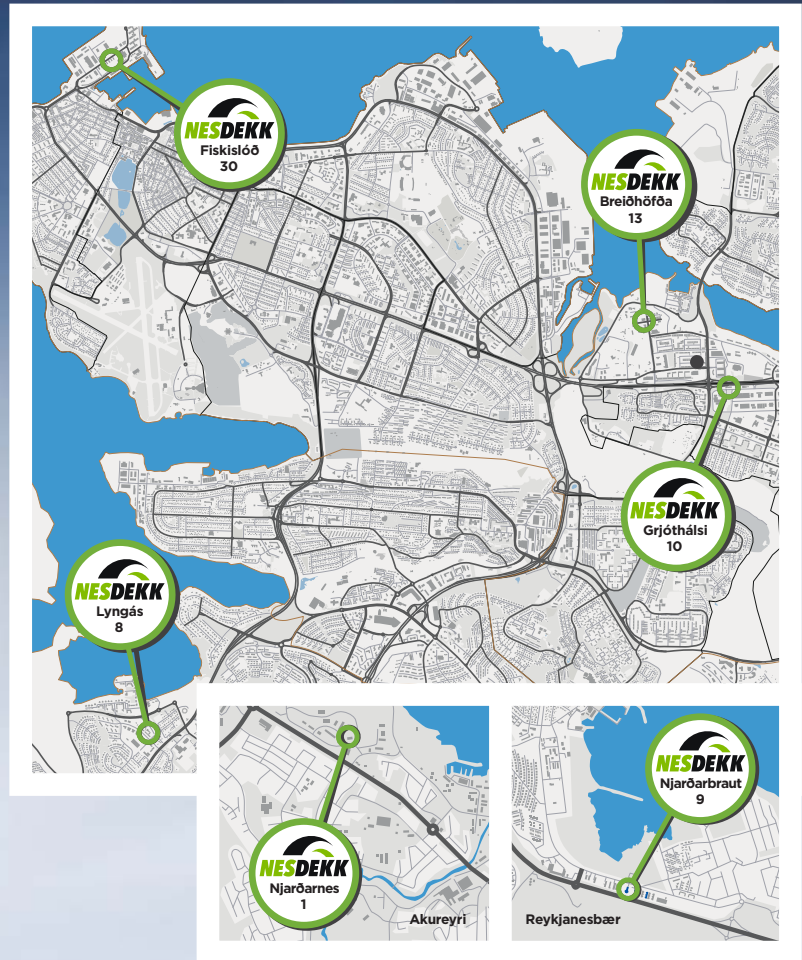 NESDEKK
Fiskislóð
30
NESDEKK
Breiðhöfða
13
NESDEKK
Grjóthálsi
10
NESDEKK
Lyngás
8
NESDEKK
Njarðarnes
1
Akureyri
NESDEKK
Njarðarbraut
9
Reykjanesbær